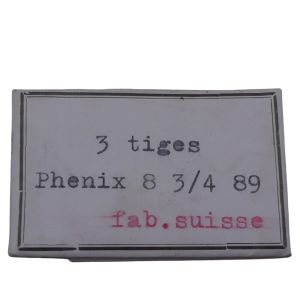 3 tiges
Phenix 8 3/4 89
fab.suisse